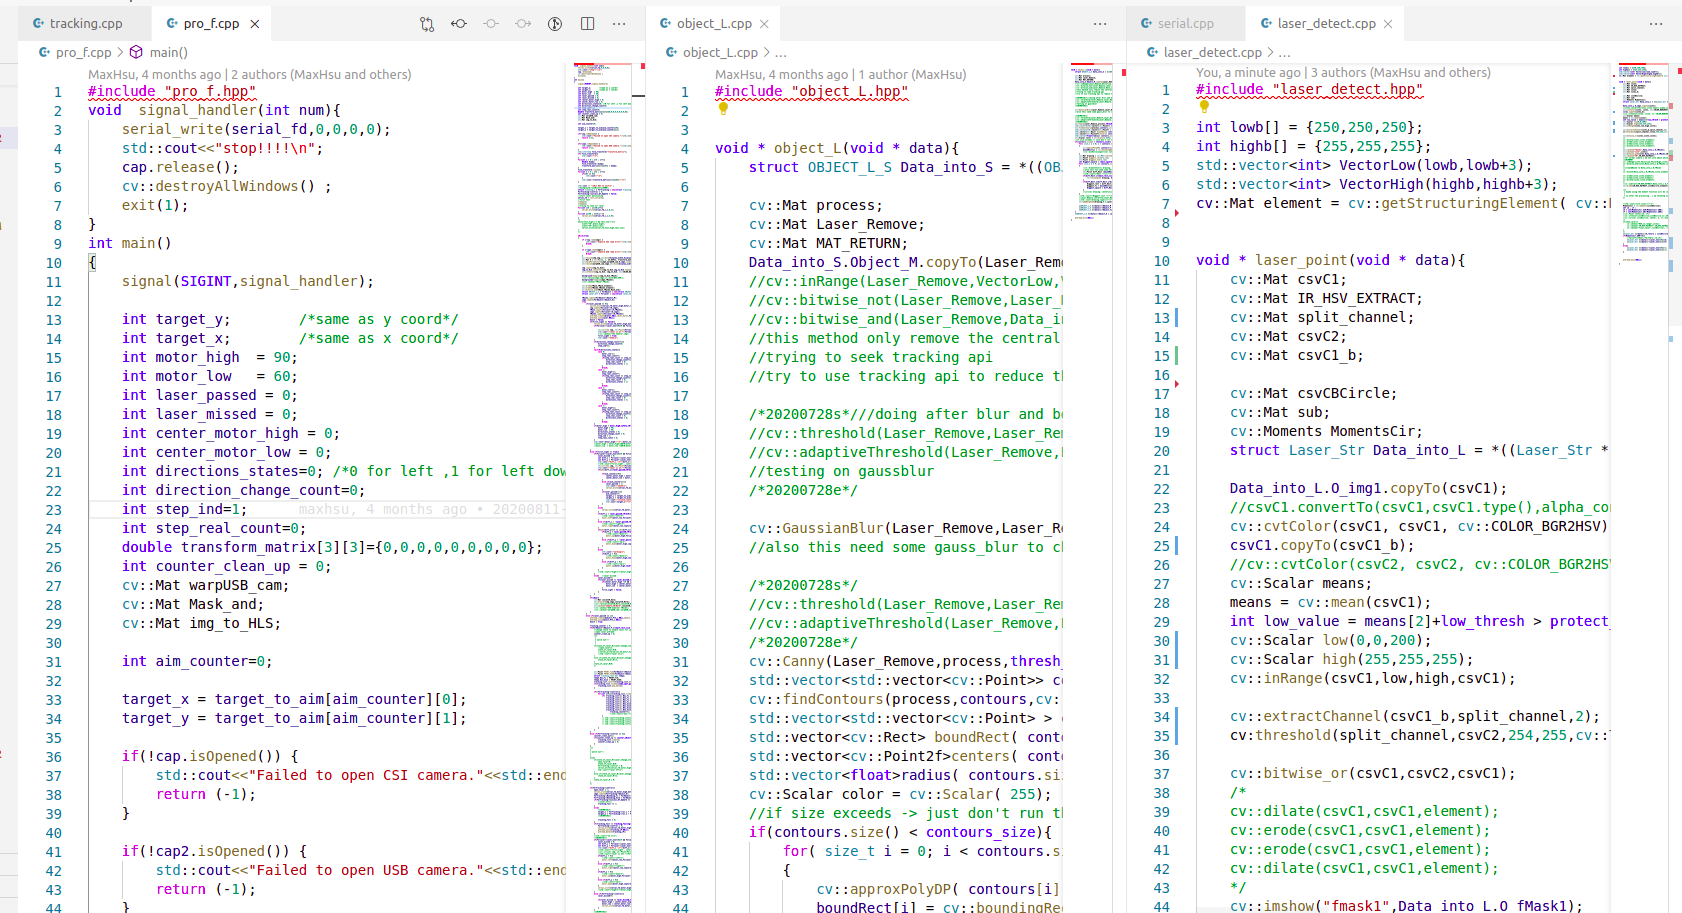 tracking.cpp
pro_f.cpp
pro_f.cpp > main()
MaxHsu, 4 months ago | 2 authors (MaxHsu and others)
1 #include "pro_f.hpp"
2 void  signal_handler(int num){
3 serial_write(serial_fd,0,0,0,0);
4 std::cout<<"stop!!!!\n";
5 cap.release();
6 cv::destroyAllWindows() ;
7 exit(1);
8 }
9 int main()
10 {
11 signal(SIGINT,signal_handler);
12
13 int target_y;        /*same as y coord*/
14 int target_x;        /*same as x coord*/
15 int motor_high  = 90;
16 int motor_low   = 60;
17 int laser_passed = 0;
18 int laser_missed = 0;
19 int center_motor_high = 0;
20 int center_motor_low = 0;
21 int directions_states=0; /*0 for left ,1 for left dow
22 int direction_change_count=0;
23 int step_ind=1;      maxhsu, 4 months ago • 20200811-
24 int step_real_count=0;
25 double transform_matrix[3][3]={0,0,0,0,0,0,0,0,0};
26 int counter_clean_up = 0;
27 cv::Mat warpUSB_cam;
28 cv::Mat Mask_and;
29 cv::Mat img_to_HLS;
30
31 int aim_counter=0;
32
33 target_x = target_to_aim[aim_counter][0];
34 target_y = target_to_aim[aim_counter][1];
35
36 if(!cap.isOpened()) {
37 std::cout<<"Failed to open CSI camera."<<std::end
38 return (-1);
39 }
40
41 if(!cap2.isOpened()) {
42 std::cout<<"Failed to open USB camera."<<std::end
43 return (-1);
44 }
object_L.cpp
object_L.cpp > ...
MaxHsu, 4 months ago | 1 author (MaxHsu)
1 #include "object_L.hpp"
2
3
4 void * object_L(void * data){
5 struct OBJECT_L_S Data_into_S = *((OB
6
7 cv::Mat process;
8 cv::Mat Laser_Remove;
9 cv::Mat MAT_RETURN;
10 Data_into_S.Object_M.copyTo(Laser_Rem
11 //cv::inRange(Laser_Remove,VectorLow,
12 //cv::bitwise_not(Laser_Remove,Laser_
13 //cv::bitwise_and(Laser_Remove,Data_in
14 //this method only remove the central
15 //trying to seek tracking api
16 //try to use tracking api to reduce t
17
18 /*20200728s*///doing after blur and be
19 //cv::threshold(Laser_Remove,Laser_Rem
20 //cv::adaptiveThreshold(Laser_Remove,
21 //testing on gaussblur
22 /*20200728e*/
23
24 cv::GaussianBlur(Laser_Remove,Laser_Re
25 //also this need some gauss_blur to c
26
27 /*20200728s*/
28 //cv::threshold(Laser_Remove,Laser_Rem
29 //cv::adaptiveThreshold(Laser_Remove,
30 /*20200728e*/
31 cv::Canny(Laser_Remove,process,thresh_
32 std::vector<std::vector<cv::Point>> co
33 cv::findContours(process,contours,cv:
34 std::vector<std::vector<cv::Point> > c
35 std::vector<cv::Rect> boundRect( conto
36 std::vector<cv::Point2f>centers( conto
37 std::vector<float>radius( contours.si
38 cv::Scalar color = cv::Scalar( 255);
39 //if size exceeds -> just don't run t
40 if(contours.size() < contours_size){
41 for( size_t i = 0; i < contours.s
42 {
43 cv::approxPolyDP( contours[i]
44 boundRect[i] = cv::boundingRe
serial.cpp
laser_detect.cpp
laser_detect.cpp > ...
You, a minute ago | 3 authors (MaxHsu and others)
1 #include "laser_detect.hpp"
2
3 int lowb[] = {250,250,250};
4 int highb[] = {255,255,255};
5 std::vector<int> VectorLow(lowb,lowb+3);
6 std::vector<int> VectorHigh(highb,highb+3);
7 cv::Mat element = cv::getStructuringElement( cv::
8
9
10 void * laser_point(void * data){
11 cv::Mat csvC1;
12 cv::Mat IR_HSV_EXTRACT;
13 cv::Mat split_channel;
14 cv::Mat csvC2;
15 cv::Mat csvC1_b;
16
17 cv::Mat csvCBCircle;
18 cv::Mat sub;
19 cv::Moments MomentsCir;
20 struct Laser_Str Data_into_L = *((Laser_Str *
21
22 Data_into_L.O_img1.copyTo(csvC1);
23 //csvC1.convertTo(csvC1,csvC1.type(),alpha_co
24 cv::cvtColor(csvC1, csvC1, cv::COLOR_BGR2HSV)
25 csvC1.copyTo(csvC1_b);
26 //cv::cvtColor(csvC2, csvC2, cv::COLOR_BGR2HS
27 cv::Scalar means;
28 means = cv::mean(csvC1);
29 int low_value = means[2]+low_thresh > protect_
30 cv::Scalar low(0,0,200);
31 cv::Scalar high(255,255,255);
32 cv::inRange(csvC1,low,high,csvC1);
33
34 cv::extractChannel(csvC1_b,split_channel,2);
35 cv:threshold(split_channel,csvC2,254,255,cv::
36
37 cv::bitwise_or(csvC1,csvC2,csvC1);
38 /*
39 cv::dilate(csvC1,csvC1,element);
40 cv::erode(csvC1,csvC1,element);
41 cv::erode(csvC1,csvC1,element);
42 cv::dilate(csvC1,csvC1,element);
43 */
44 cv::imshow("fmask1",Data_into_L.O_fMask1);